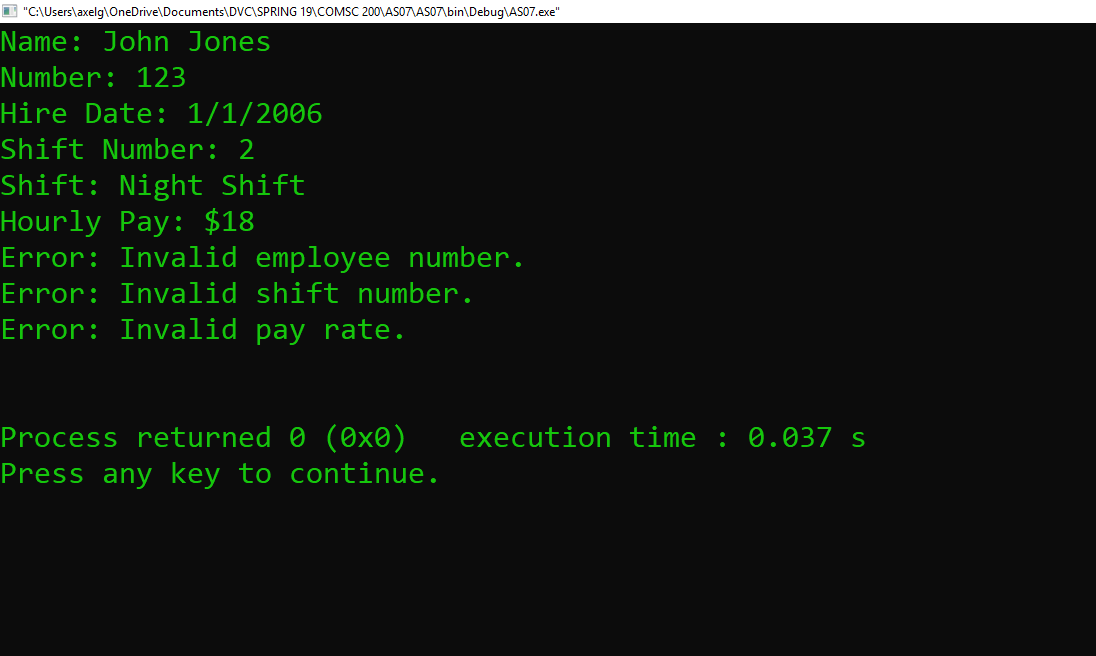 "C:\Users\axelg\OneDrive\Documents\DVC\SPRING 19\COMSC 200\AS07\AS07\bin\Debug\AS07.exe"
Name: John Jones
Number: 123
Hire Date: 1/1/2006
Shift Number: 2
Shift: Night Shift
Hourly Pay: $18
Error: Invalid employee number.
Error: Invalid shift number.
Error: Invalid pay rate.
Process returned 0 (0x0)   execution time : 0.037 s
Press any key to continue.